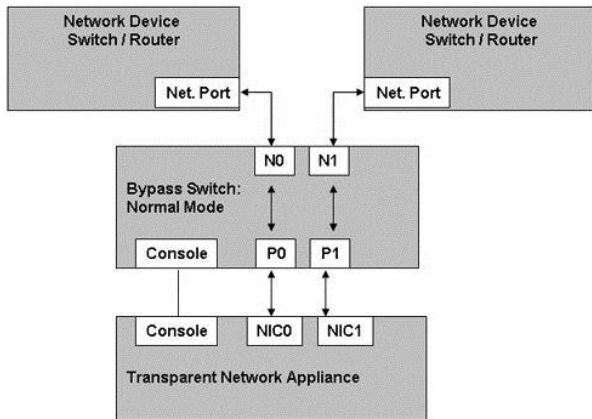 Network Device
Switch / Router
Network Device
Switch / Router
Net. Port
Net. Port
N0
N1
Bypass Switch:
Normal Mode
Console
P0
P1
Console
NIC0
NIC1
Transparent Network Appliance